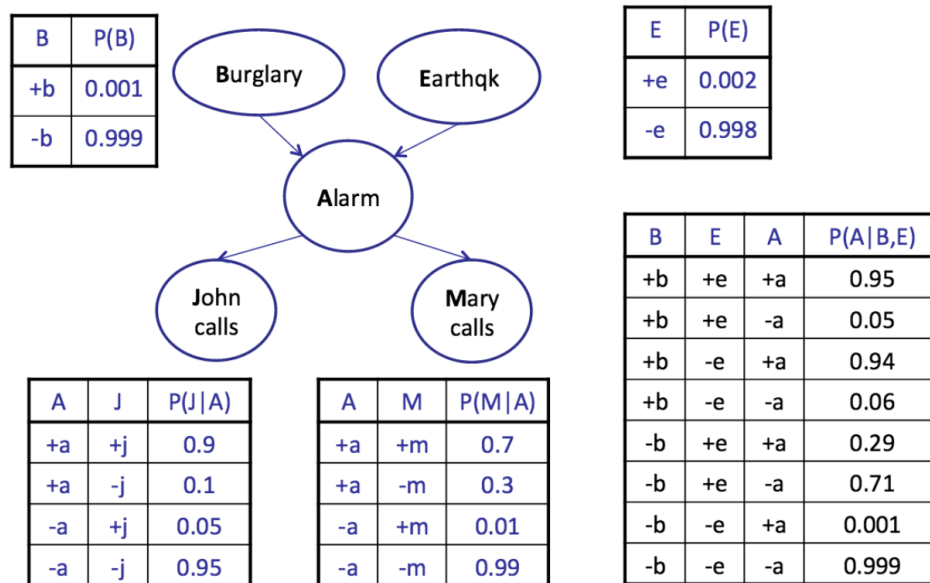 B P(B)
+b 0.001
-b 0.999
Burglary
Earthqk
E P(E)
+e 0.002
-e 0.998
Alarm
John
calls
Mary
calls
A J P(J|A)
+a +j 0.9
+a -j 0.1
-a +j 0.05
-a -j 0.95
A M P(M|A)
+a +m 0.7
+a -m 0.3
-a +m 0.01
-a -m 0.99
B E A P(A|B,E)
+b +e +a 0.95
+b +e -a 0.05
+b -e +a 0.94
+b -e -a 0.06
-b +e +a 0.29
-b +e -a 0.71
-b -e +a 0.001
-b -e -a 0.999